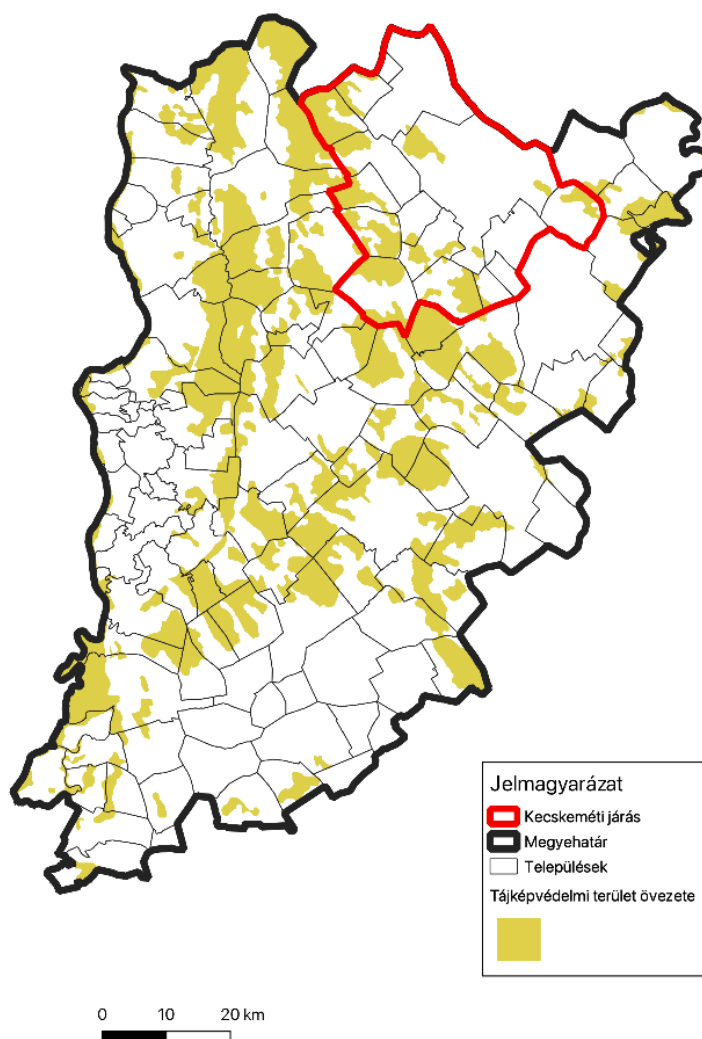 Jelmagyarázat
Kecskeméti járás
Megyehatár
Települések
Tájképvédelmi terület övezete
0 10 20 km